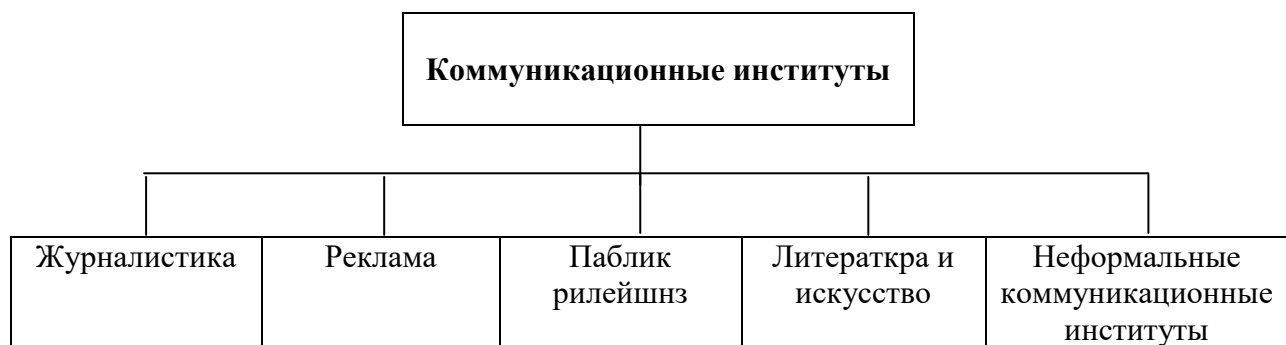 Коммуникационные институты
Журналистика
Реклама
Паблик
рилейшнз
Литераткра и
искусство
Неформальные
коммуникационные
институты